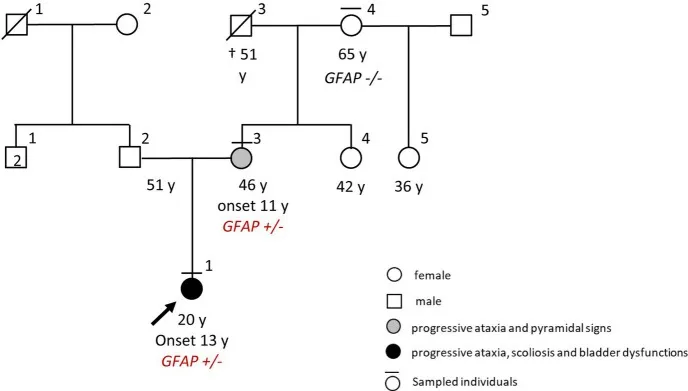 1 2 3 4 5
† 51
y
65 y
GFAP -/-
1 2 3 4 5
2
51 y
46 y
onset 11 y
GFAP +/-
42 y
36 y
1
20 y
Onset 13 y
GFAP +/-
female
male
progressive ataxia and pyramidal signs
progressive ataxia, scoliosis and bladder dysfunctions
Sampled individuals